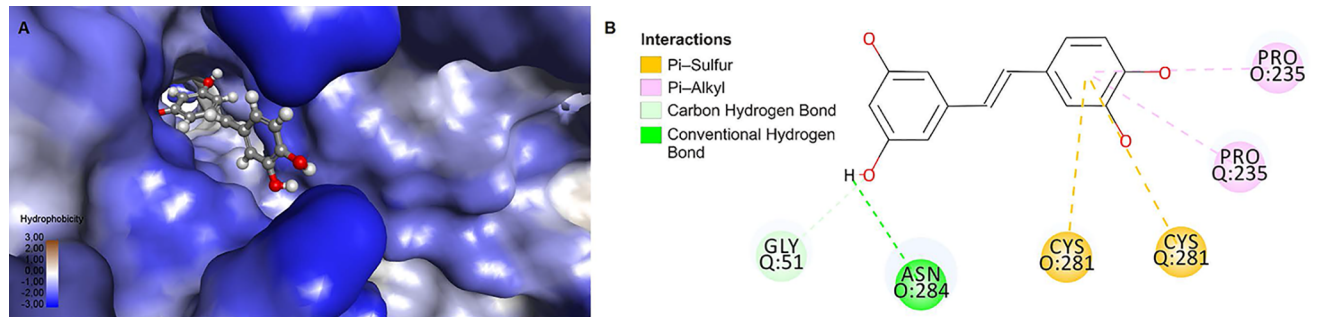 A
Hydrophobicity
3.00
2.00
1.00
0.00
-1.00
-2.00
-3.00
B
Interactions
Pi–Sulfur
Pi–Alkyl
Carbon Hydrogen Bond
Conventional Hydrogen
Bond
O
O
O
H-O
PRO
O:235
PRO
Q:235
GLY
Q:51
ASN
O:284
CYS
O:281
CYS
Q:281